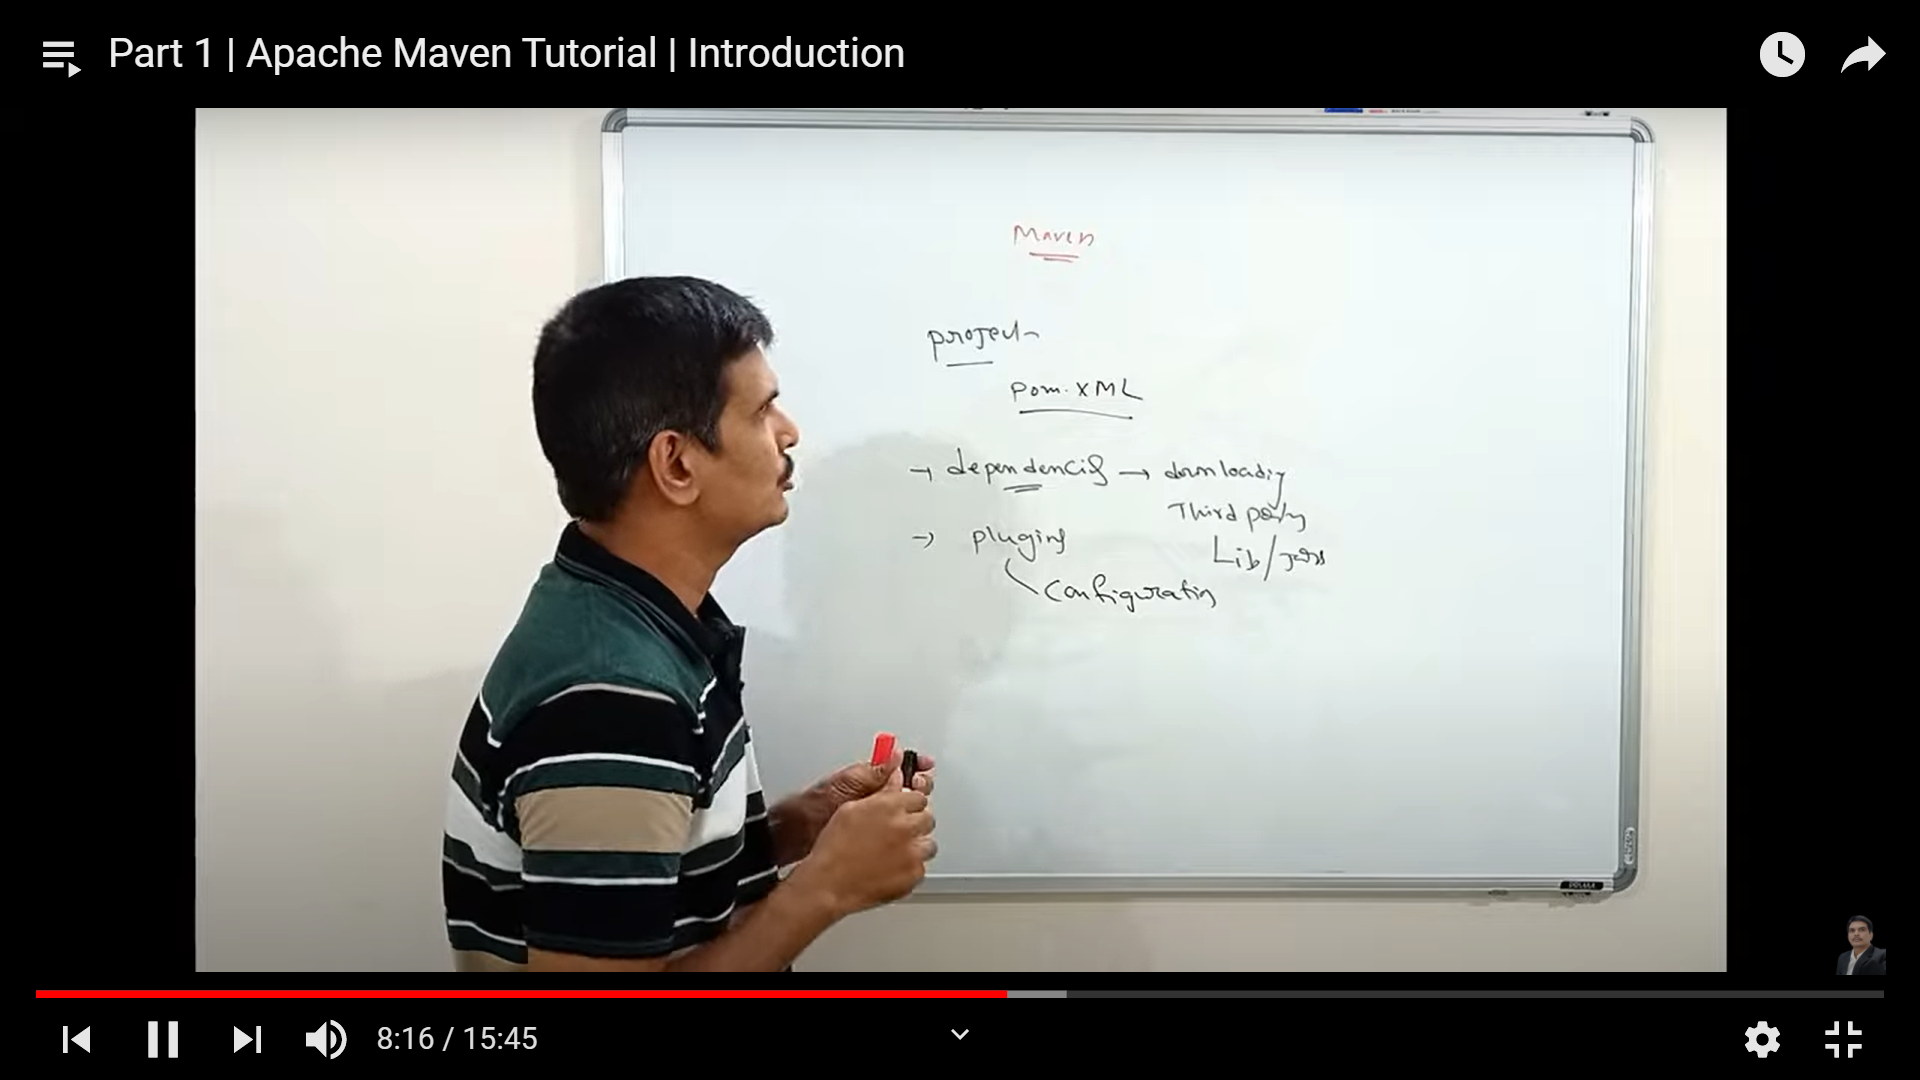 Part 1 | Apache Maven Tutorial | Introduction
Maven
project
Pom.XML
→ dependencies → downloading
Third party
Lib/jars
→ plugins
Configuration
8:16 / 15:45